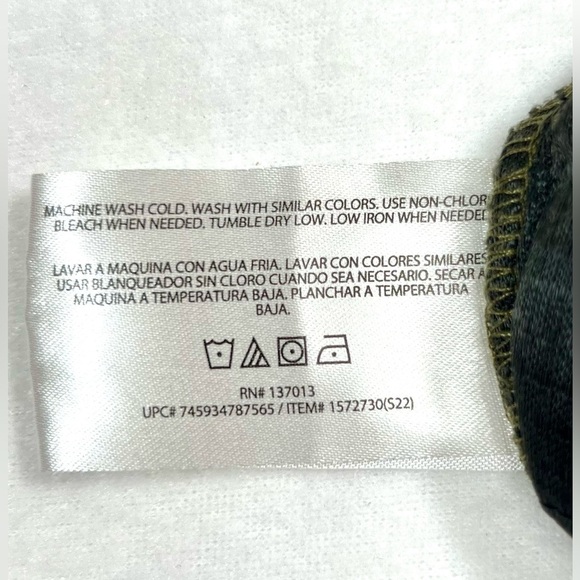 MACHINE WASH COLD. WASH WITH SIMILAR COLORS. USE NON-CHLOR
BLEACH WHEN NEEDED. TUMBLE DRY LOW. LOW IRON WHEN NEEDED
LAVAR A MAQUINA CON AGUA FRIA. LAVAR CON COLORES SIMILARES
USAR BLANQUEADOR SIN CLORO CUANDO SEA NECESARIO. SECAR A
MAQUINA A TEMPERATURA BAJA. PLANCHAR A TEMPERATURA
BAJA.
RN# 137013
UPC# 745934787565 / ITEM# 1572730(S22)